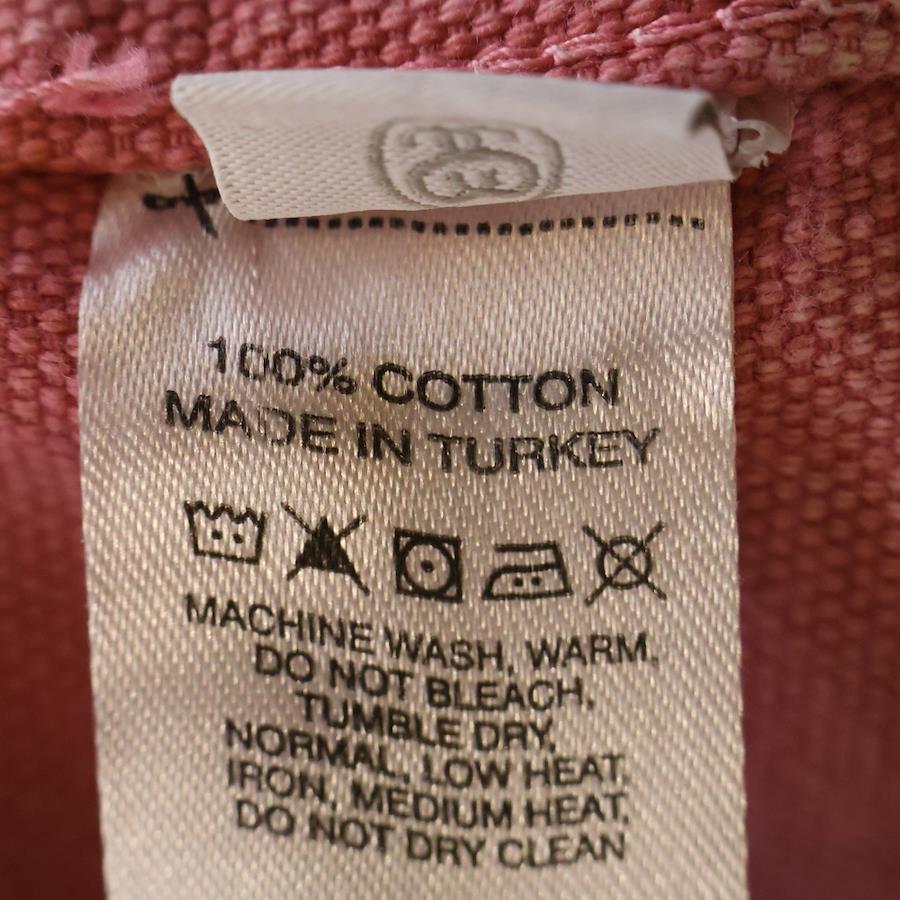 100% COTTON
MADE IN TURKEY
MACHINE WASH, WARM,
DO NOT BLEACH,
TUMBLE DRY,
NORMAL, LOW HEAT,
IRON, MEDIUM HEAT,
DO NOT DRY CLEAN